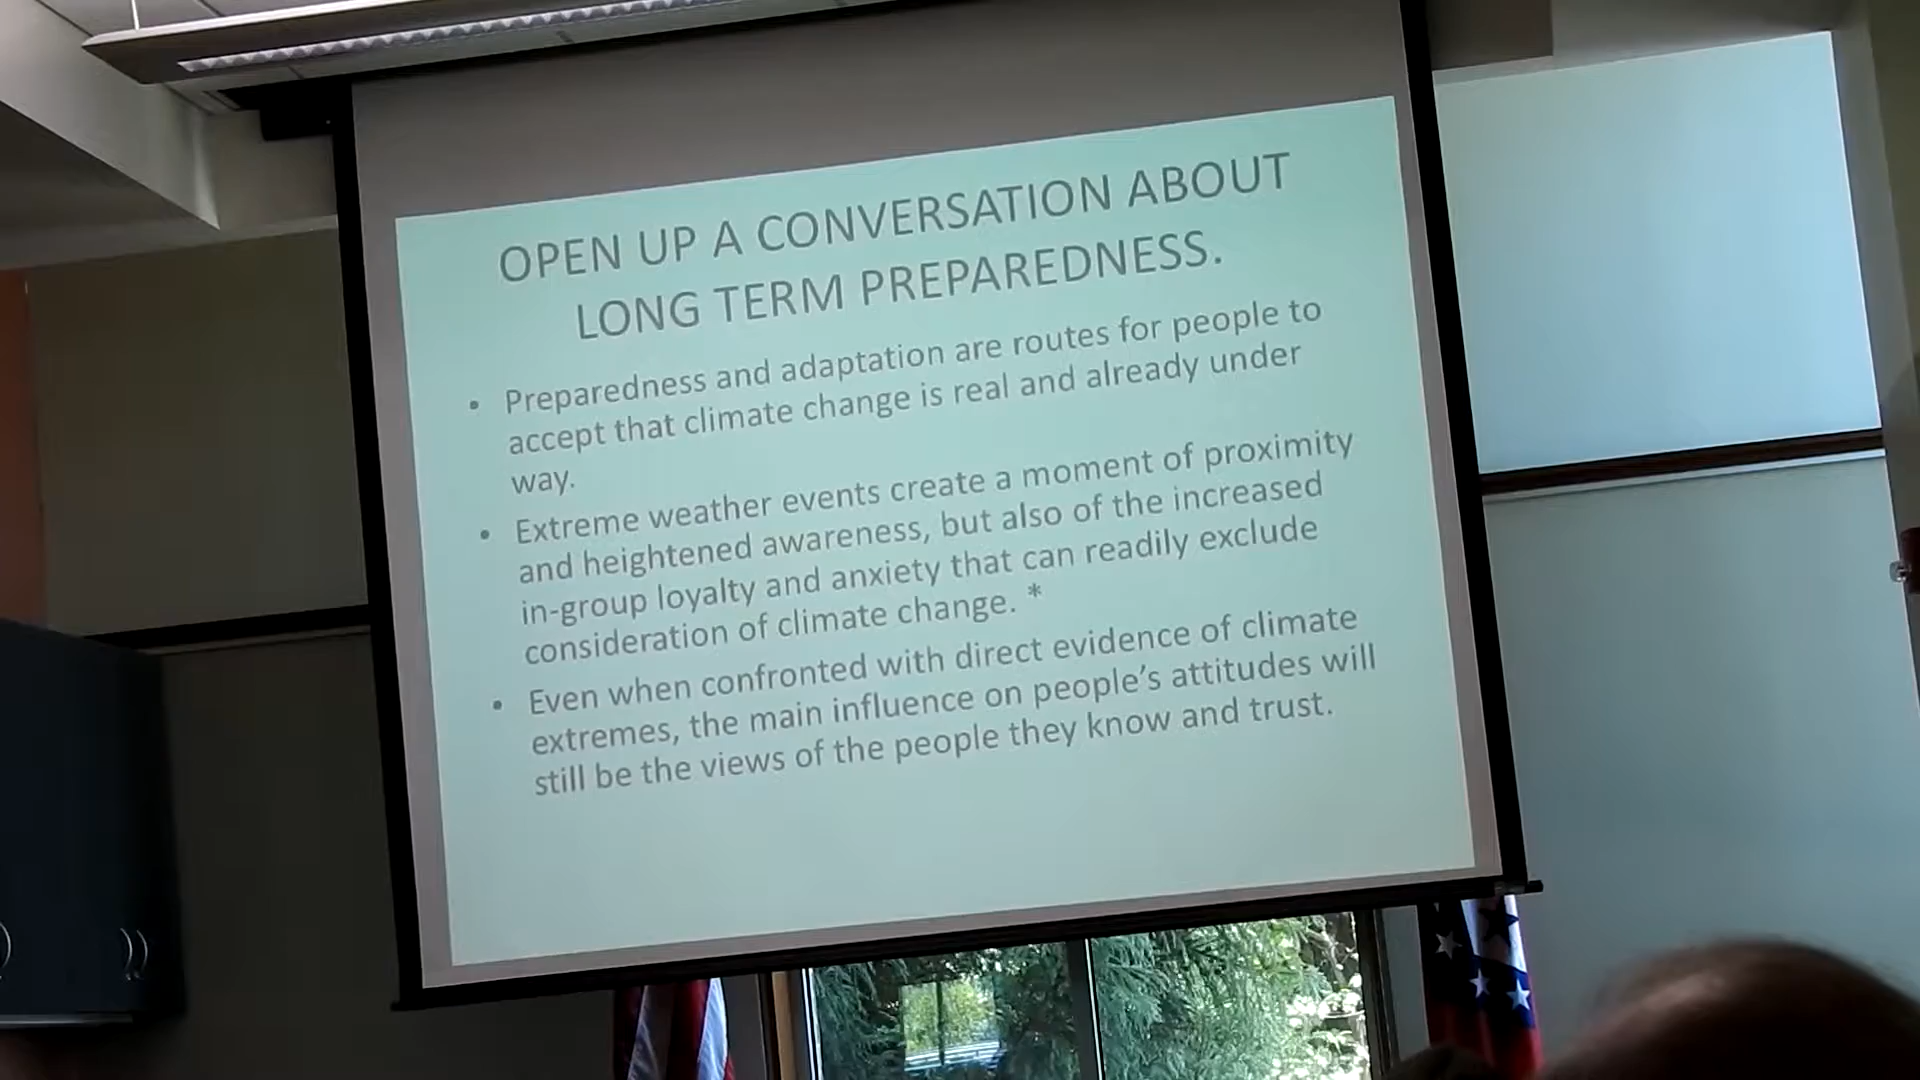 OPEN UP A CONVERSATION ABOUT
LONG TERM PREPAREDNESS.
• Preparedness and adaptation are routes for people to
accept that climate change is real and already under
way.
• Extreme weather events create a moment of proximity
and heightened awareness, but also of the increased
in-group loyalty and anxiety that can readily exclude
consideration of climate change. *
• Even when confronted with direct evidence of climate
extremes, the main influence on people’s attitudes will
still be the views of the people they know and trust.